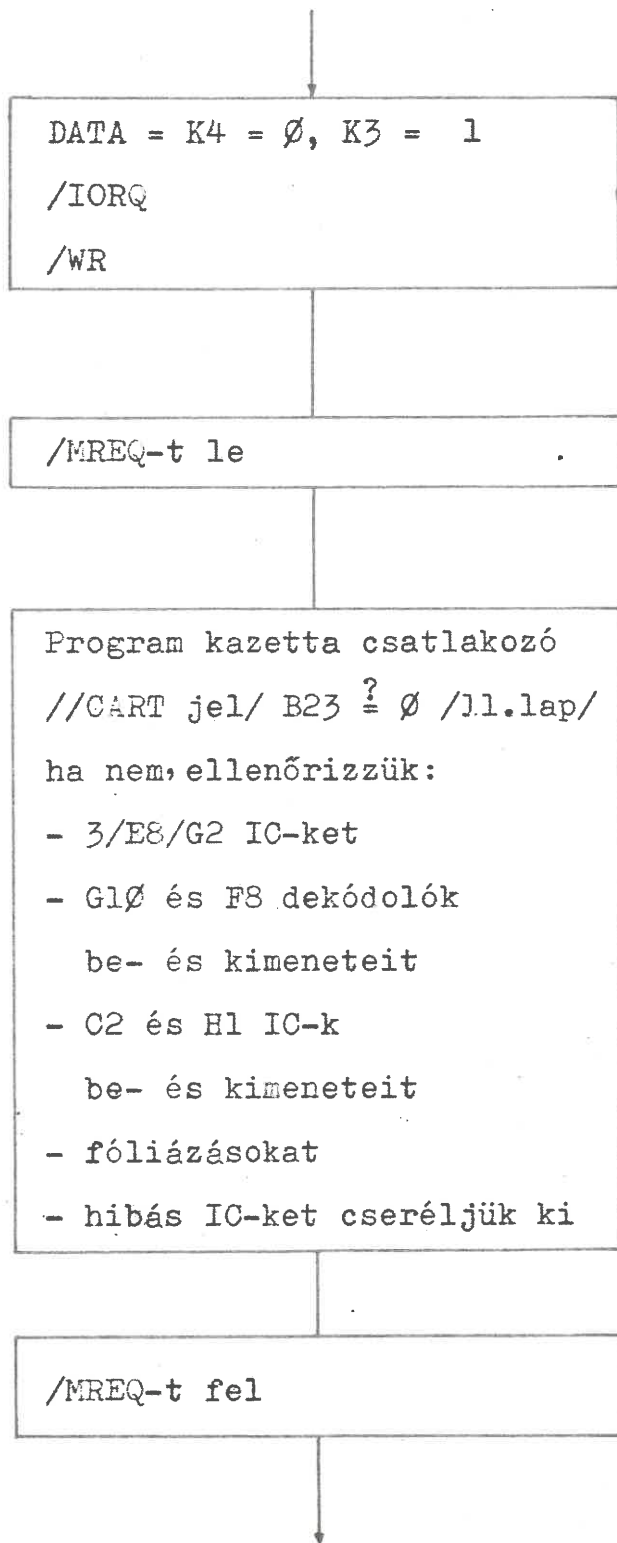 DATA = K4 = Ø, K3 = 1
/IORQ
/WR
/MREQ-t le
Program kazetta csatlakozó
//CART jel/ B23 ≟ Ø /11.lap/
ha nem, ellenőrizzük:
- 3/E8/G2 IC-ket
- G1Ø és F8 dekódolók
be- és kimeneteit
- C2 és H1 IC-k
be- és kimeneteit
- fóliázásokat
- hibás IC-ket cseréljük ki
/MREQ-t fel